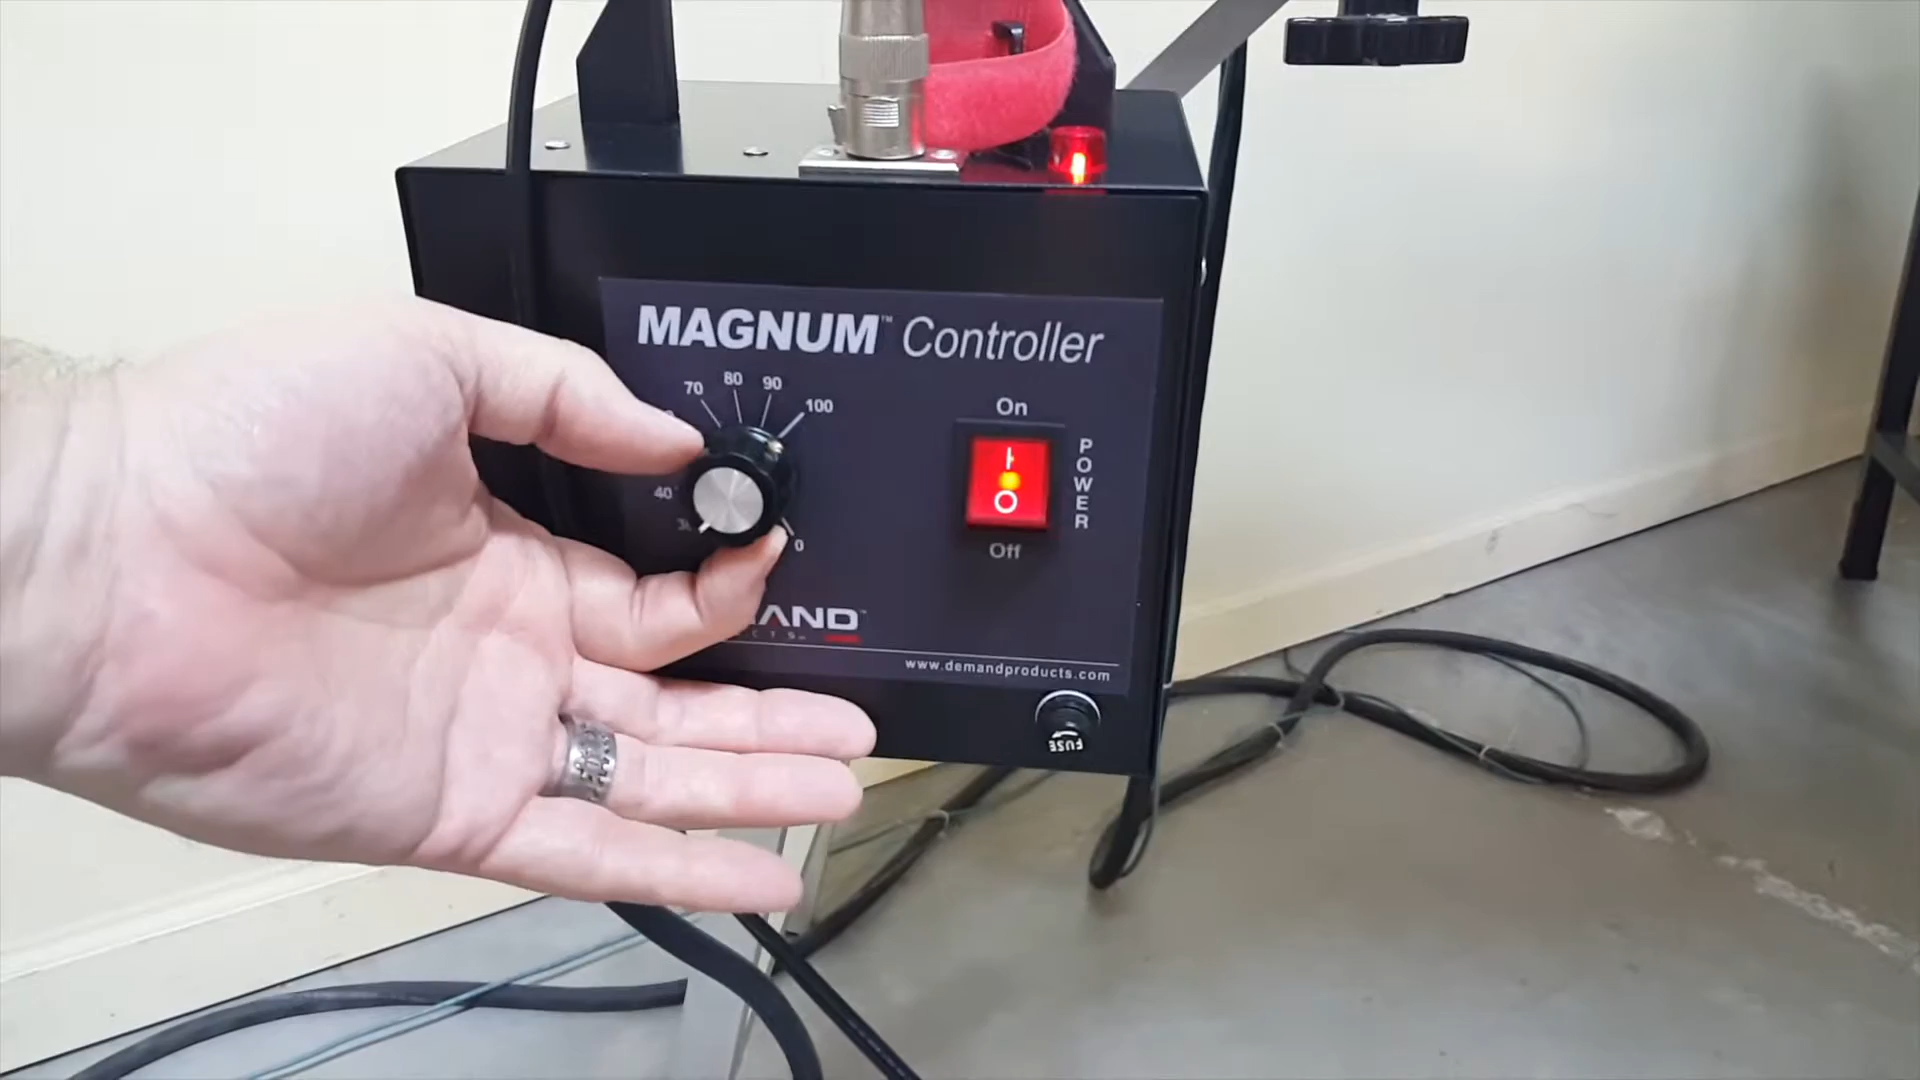 MAGNUM™ Controller
70 80 90 100
40
0
On
I
O
POWER
Off
www.demandproducts.com
FUSE